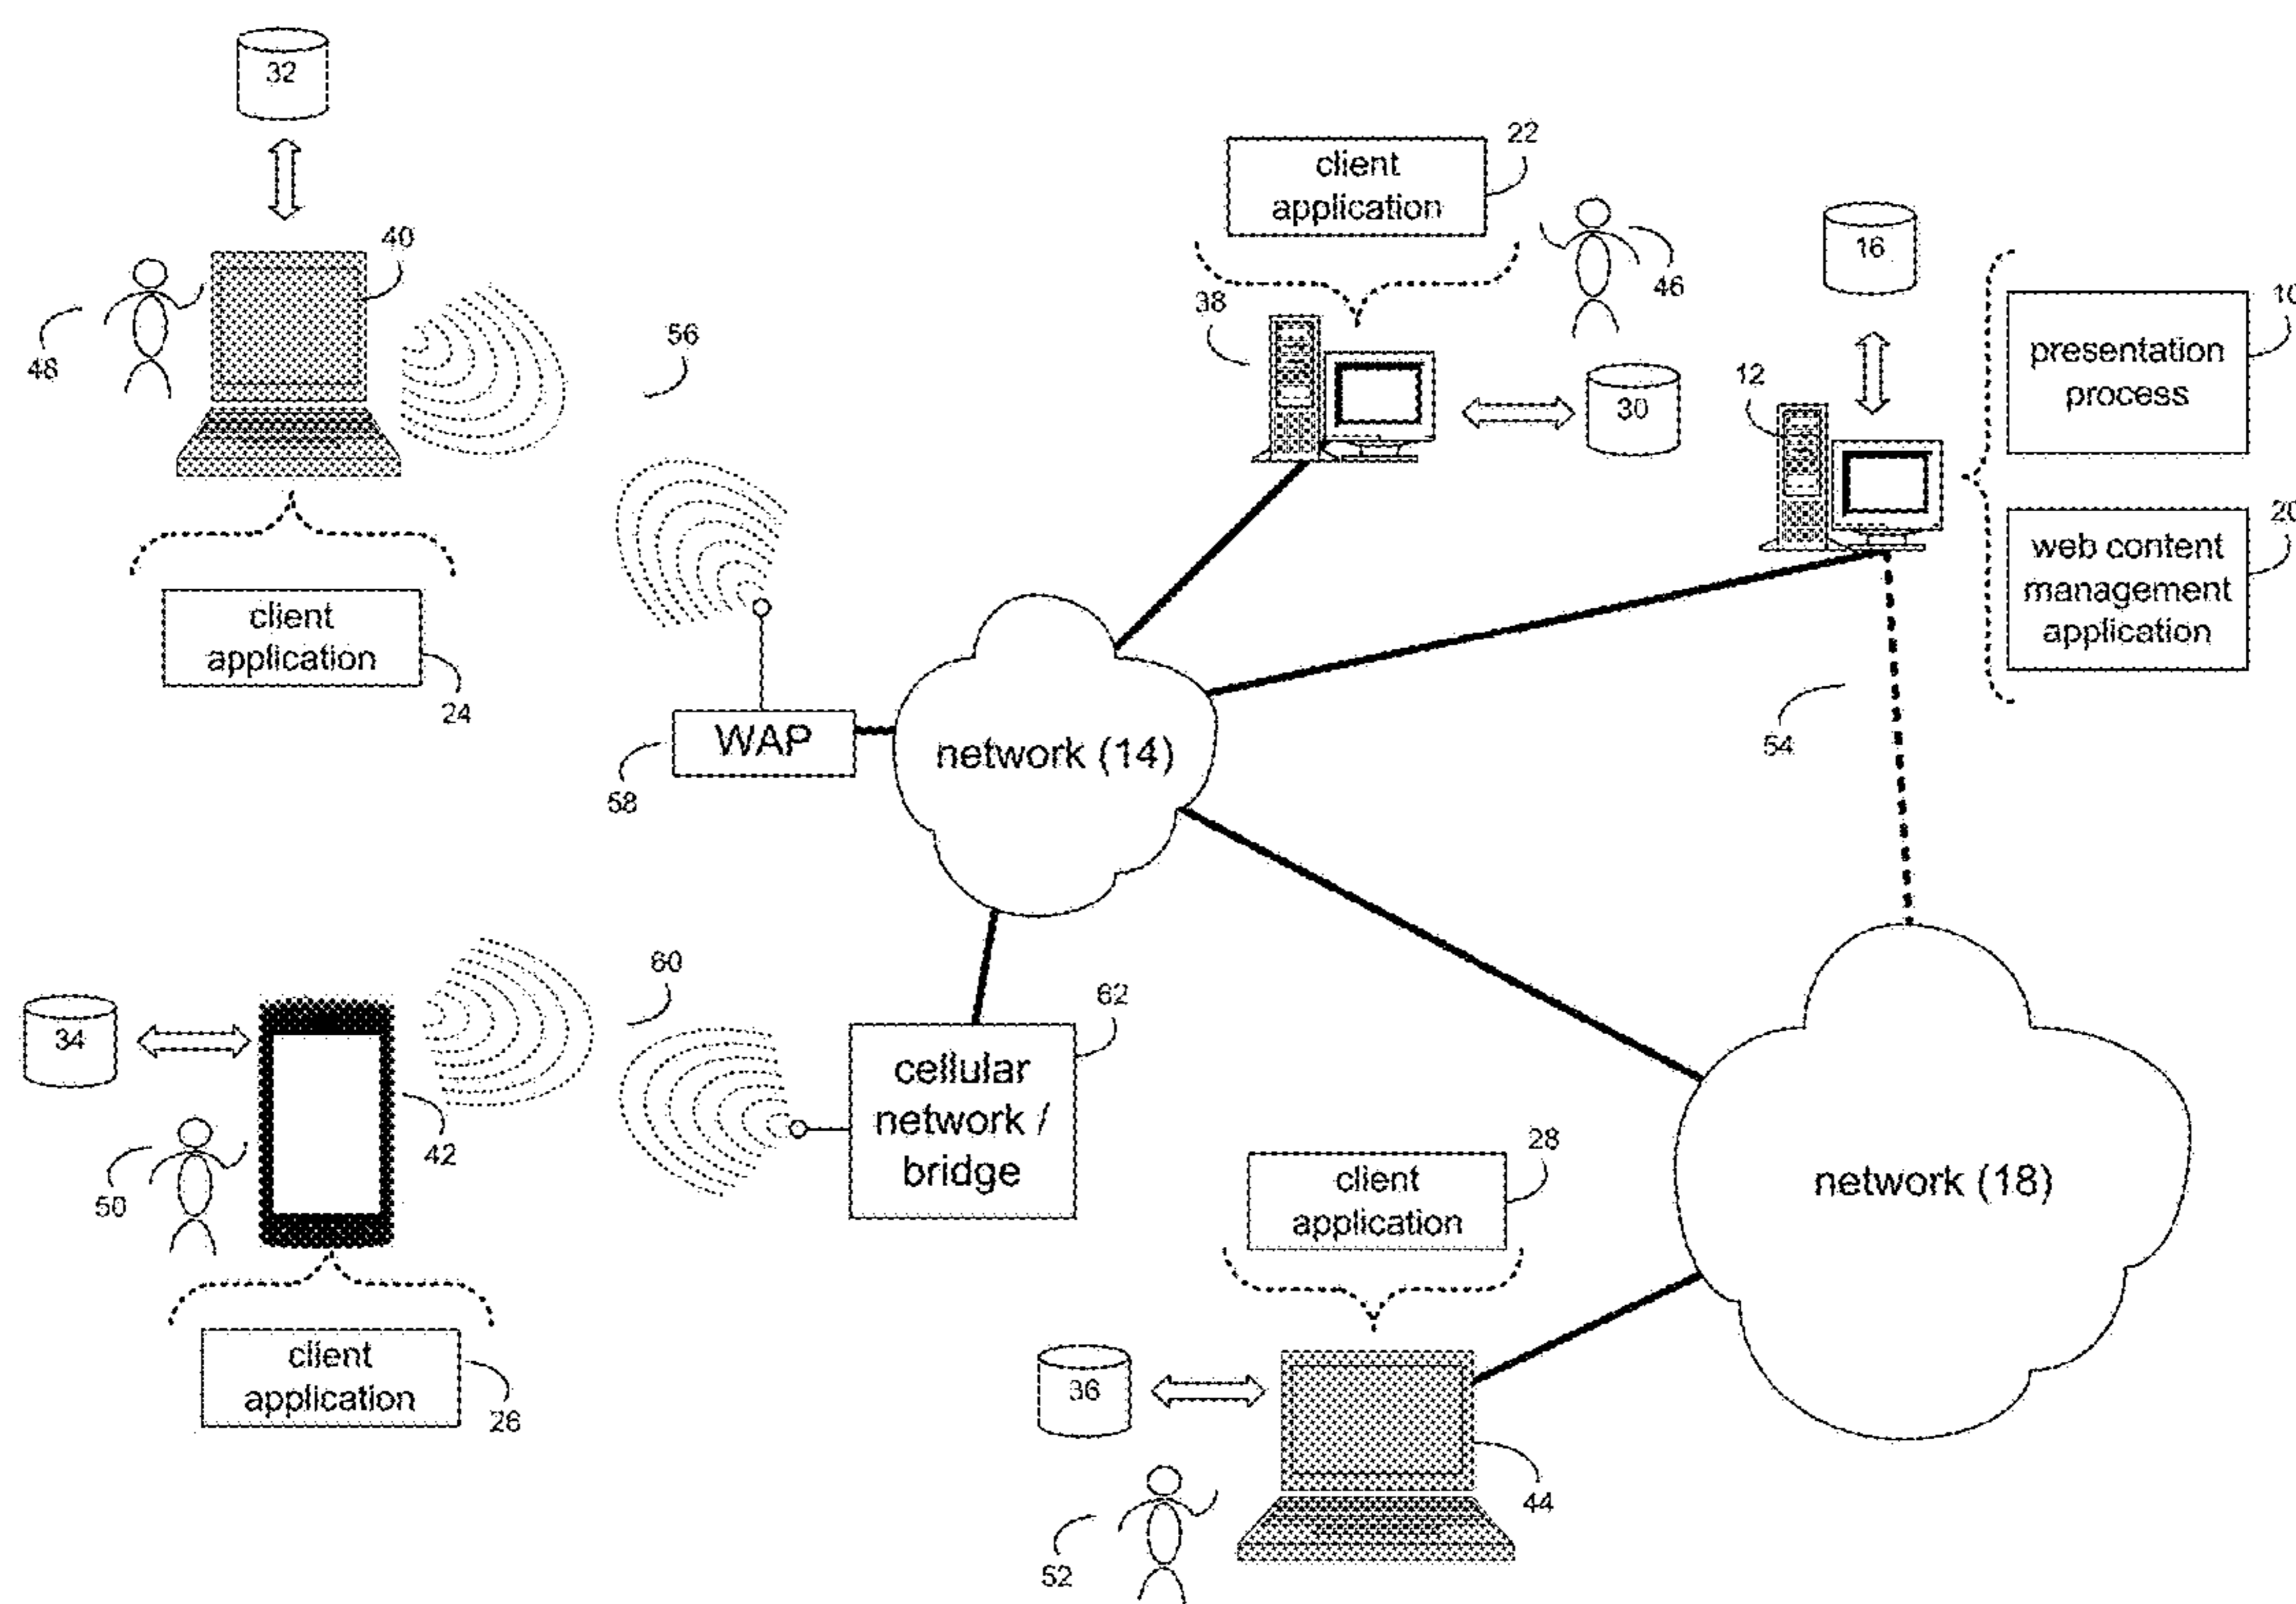 32
22
client
application
16
40
46
10
38
presentation
process
48
56
12
30
20
web content
management
application
client
application
24
54
WAP
network (14)
58
60
62
34
cellular
network /
bridge
42
28
client
application
network (18)
50
client
application
36
26
44
52